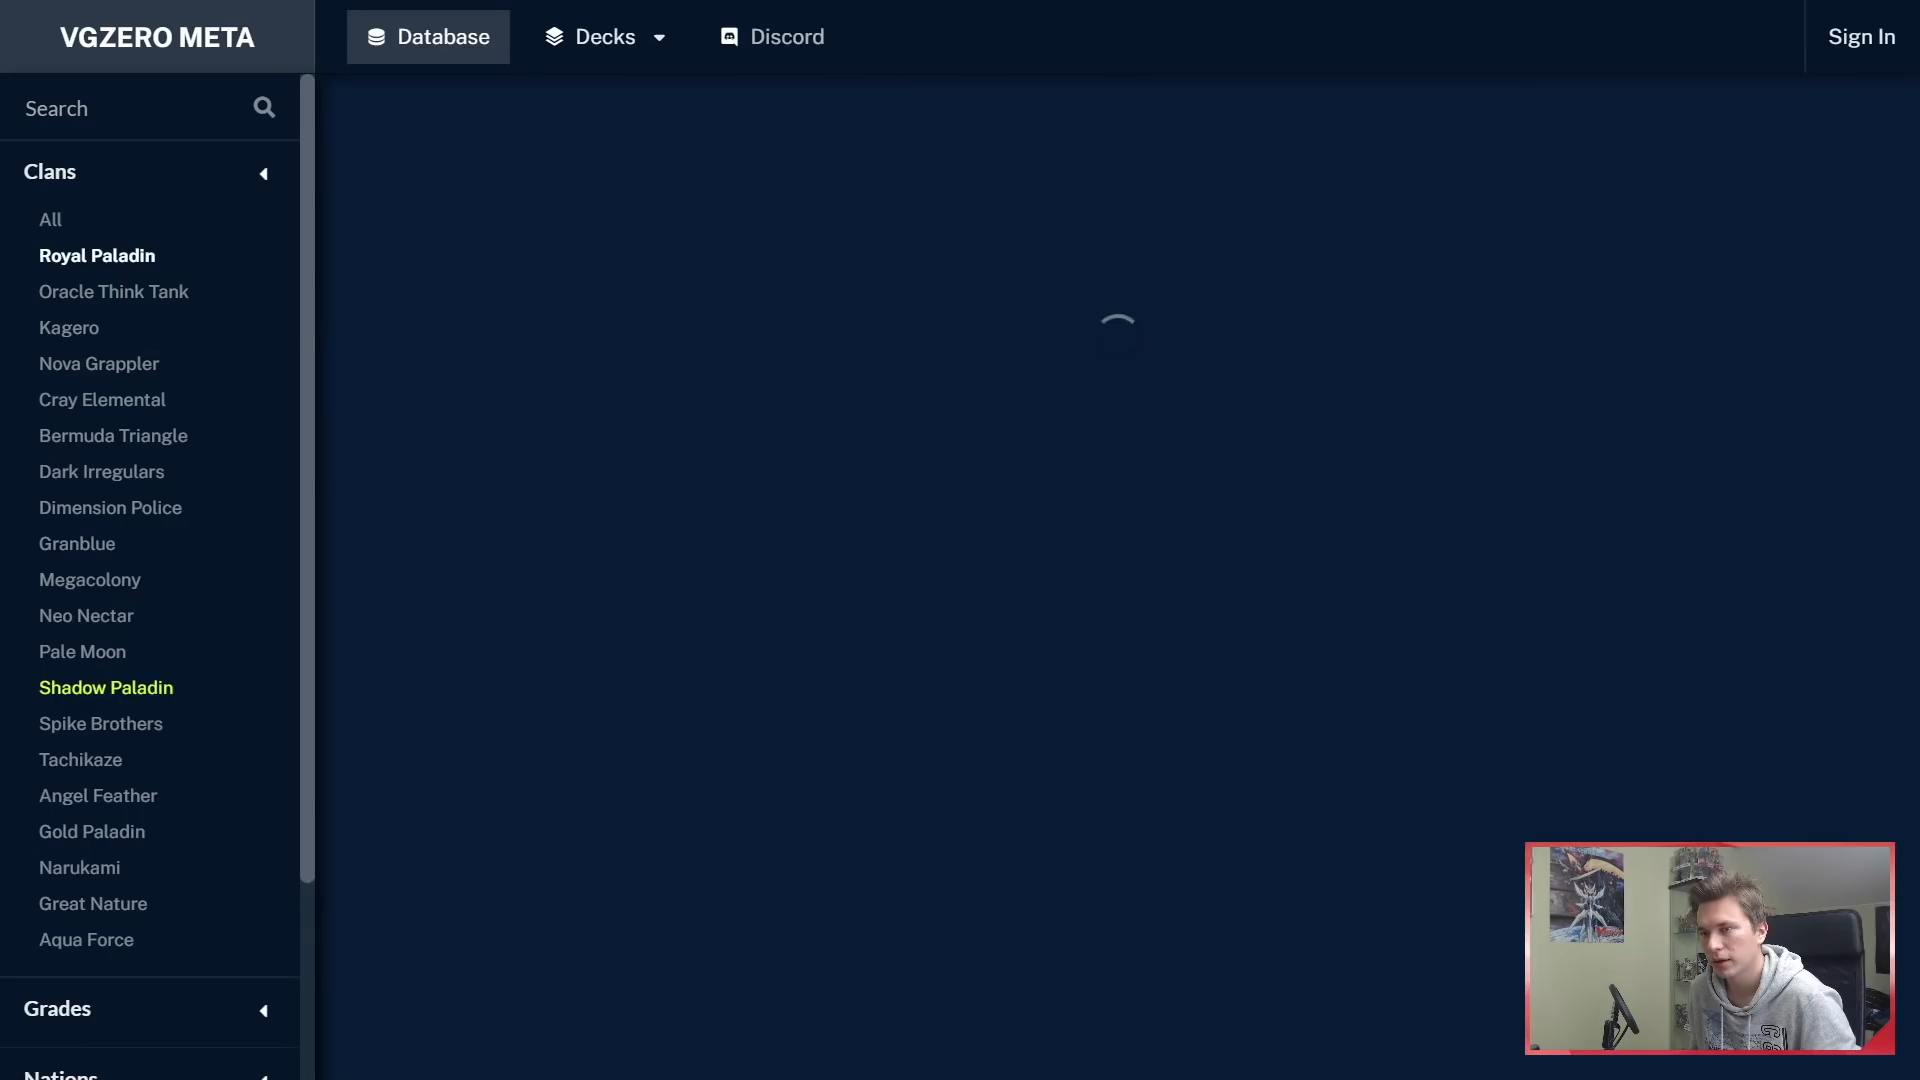 VGZERO META
Database
Decks
Discord
Sign In
Search
Clans
All
Royal Paladin
Oracle Think Tank
Kagero
Nova Grappler
Cray Elemental
Bermuda Triangle
Dark Irregulars
Dimension Police
Granblue
Megacolony
Neo Nectar
Pale Moon
Shadow Paladin
Spike Brothers
Tachikaze
Angel Feather
Gold Paladin
Narukami
Great Nature
Aqua Force
Grades
Nations